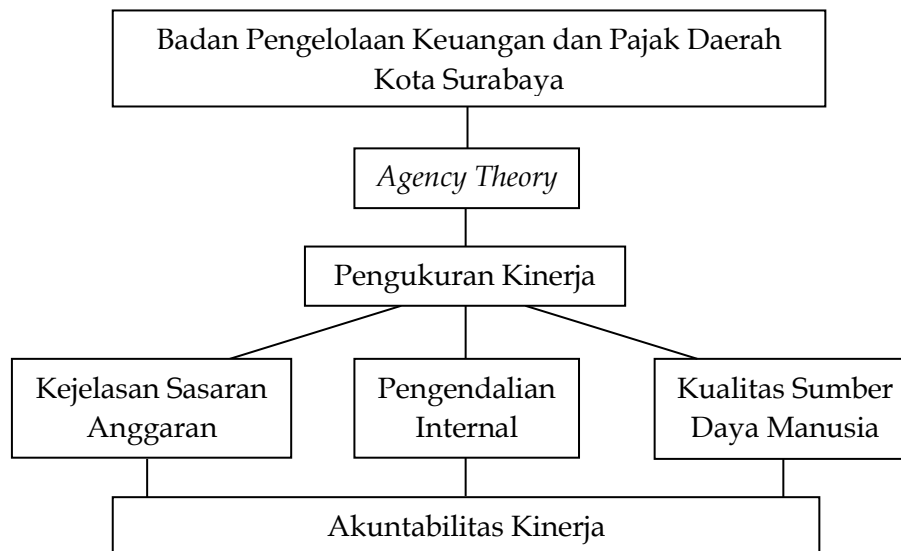 Badan Pengelolaan Keuangan dan Pajak Daerah
Kota Surabaya
Agency Theory
Pengukuran Kinerja
Kejelasan Sasaran
Anggaran
Pengendalian
Internal
Kualitas Sumber
Daya Manusia
Akuntabilitas Kinerja